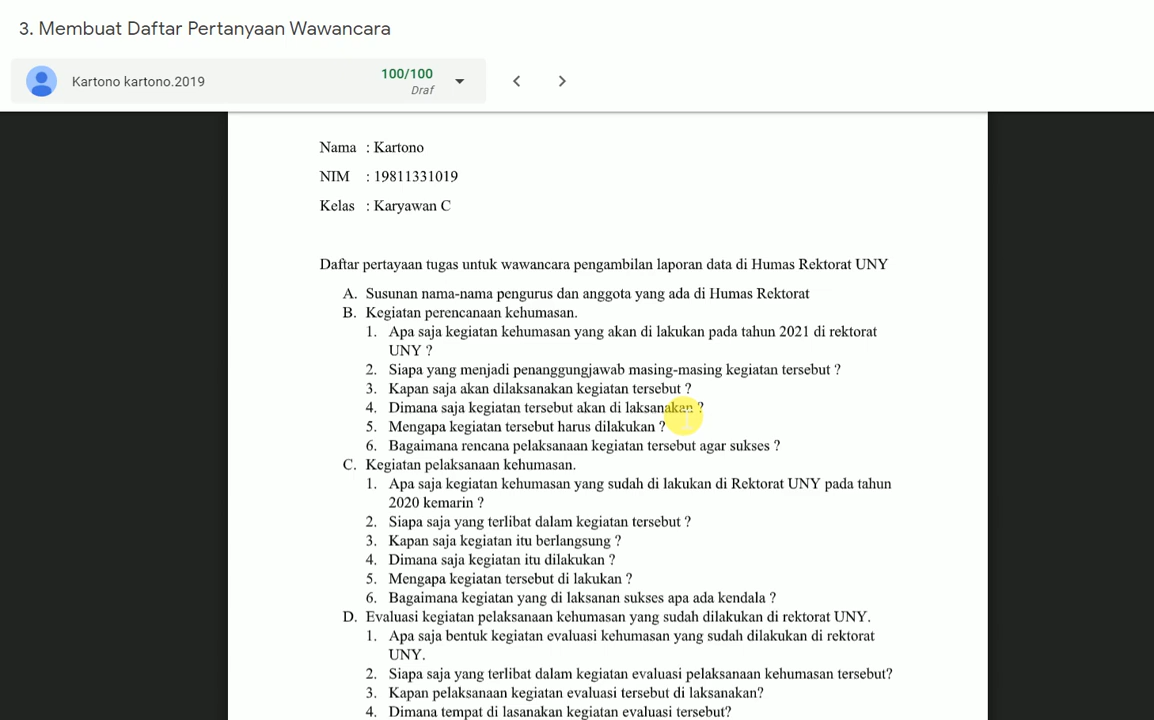 3. Membuat Daftar Pertanyaan Wawancara
Kartono kartono.2019
100/100
Draf
Nama : Kartono
NIM : 19811331019
Kelas : Karyawan C
Daftar pertayaan tugas untuk wawancara pengambilan laporan data di Humas Rektorat UNY
A. Susunan nama-nama pengurus dan anggota yang ada di Humas Rektorat
B. Kegiatan perencanaan kehumasan.
1. Apa saja kegiatan kehumasan yang akan di lakukan pada tahun 2021 di rektorat
UNY ?
2. Siapa yang menjadi penanggungjawab masing-masing kegiatan tersebut ?
3. Kapan saja akan dilaksanakan kegiatan tersebut ?
4. Dimana saja kegiatan tersebut akan di laksanakan ?
5. Mengapa kegiatan tersebut harus dilakukan ?
6. Bagaimana rencana pelaksanaan kegiatan tersebut agar sukses ?
C. Kegiatan pelaksanaan kehumasan.
1. Apa saja kegiatan kehumasan yang sudah di lakukan di Rektorat UNY pada tahun
2020 kemarin ?
2. Siapa saja yang terlibat dalam kegiatan tersebut ?
3. Kapan saja kegiatan itu berlangsung ?
4. Dimana saja kegiatan itu dilakukan ?
5. Mengapa kegiatan tersebut di lakukan ?
6. Bagaimana kegiatan yang di laksanan sukses apa ada kendala ?
D. Evaluasi kegiatan pelaksanaan kehumasan yang sudah dilakukan di rektorat UNY.
1. Apa saja bentuk kegiatan evaluasi kehumasan yang sudah dilakukan di rektorat
UNY.
2. Siapa saja yang terlibat dalam kegiatan evaluasi pelaksanaan kehumasan tersebut?
3. Kapan pelaksanaan kegiatan evaluasi tersebut di laksanakan?
4. Dimana tempat di lasanakan kegiatan evaluasi tersebut?